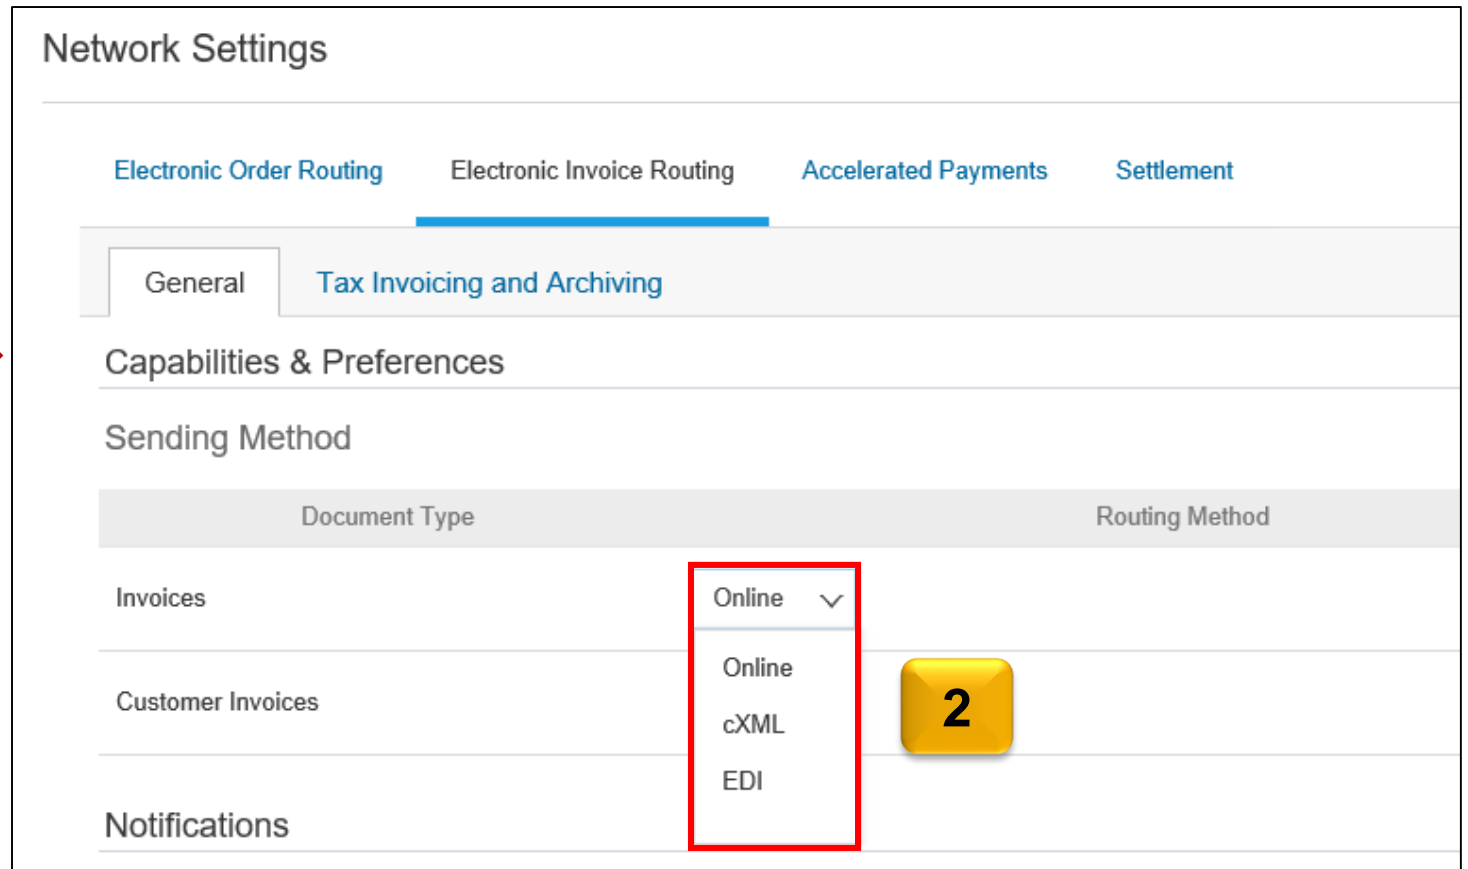 Network Settings
Electronic Order Routing Electronic Invoice Routing Accelerated Payments Settlement
General Tax Invoicing and Archiving
Capabilities & Preferences
Sending Method
Document Type Routing Method
Invoices Online
Online
Customer Invoices
cXML
2
EDI
Notifications